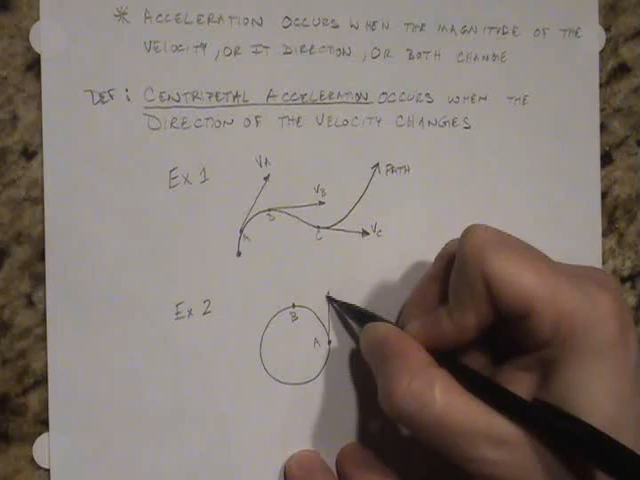 * ACCELERATION OCCURS WHEN THE MAGNITUDE OF THE
VELOCITY, OR IT DIRECTION, OR BOTH CHANGE
DEF: CENTRIPETAL ACCELERATION OCCURS WHEN THE
DIRECTION OF THE VELOCITY CHANGES
Ex 1
VA
VB
PATH
A
B
C
VC
Ex 2
B
A